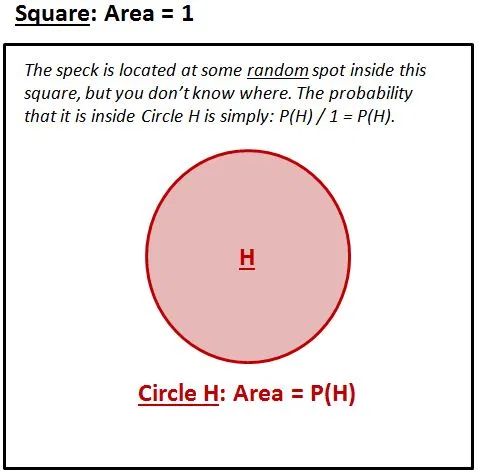 Square: Area = 1
The speck is located at some random spot inside this
square, but you don’t know where. The probability
that it is inside Circle H is simply: P(H) / 1 = P(H).
H
Circle H: Area = P(H)